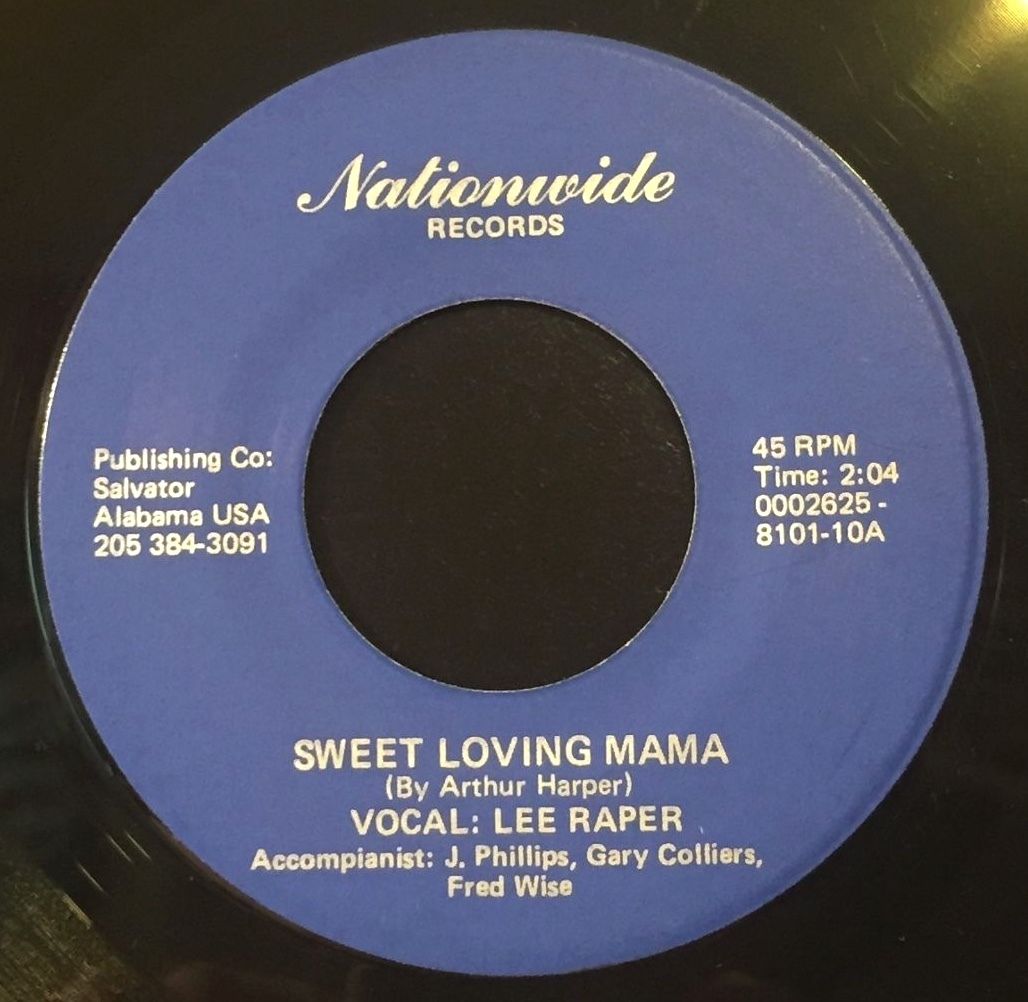 Nationwide
RECORDS
Publishing Co:
Salvator
Alabama USA
205 384-3091
45 RPM
Time: 2:04
0002625 -
8101-10A
SWEET LOVING MAMA
(By Arthur Harper)
VOCAL: LEE RAPER
Accompianist: J. Phillips, Gary Colliers,
Fred Wise